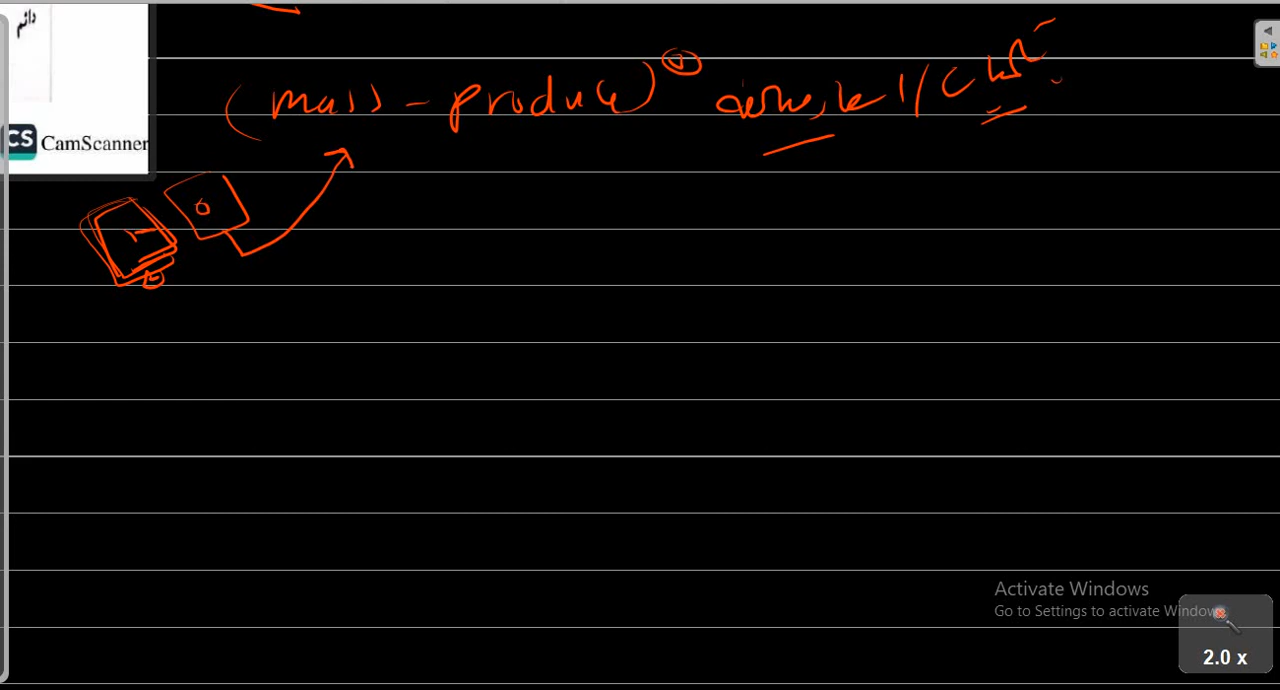 دائم
(mass-produce)
CS CamScanner
Activate Windows
Go to Settings to activate Windows
2.0 x